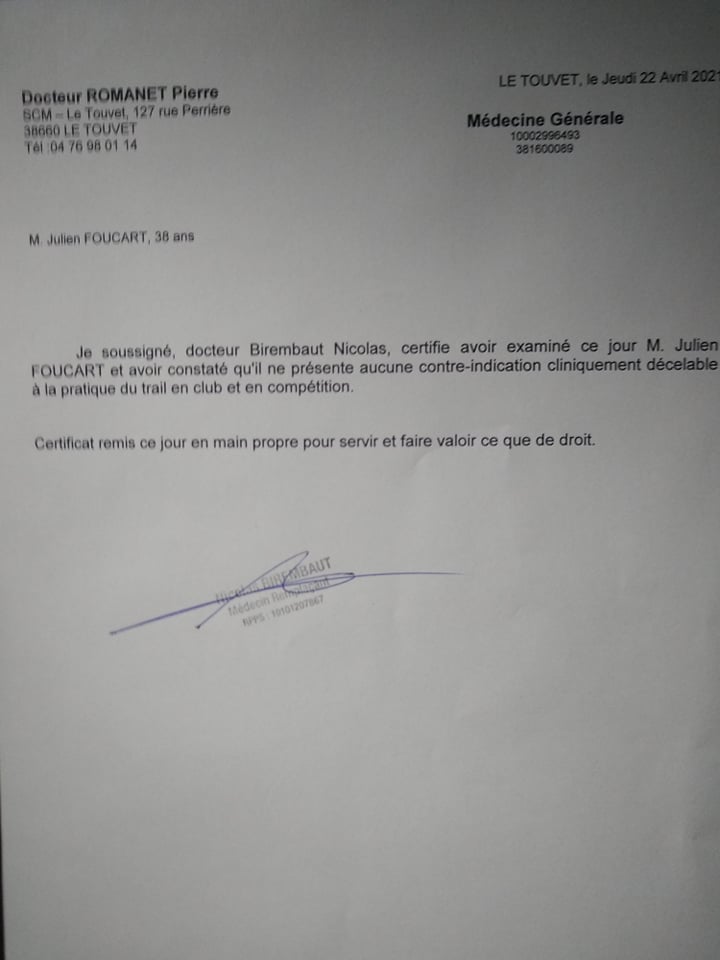 LE TOUVET, le Jeudi 22 Avril 2021
Docteur ROMANET Pierre
SCM - Le Touvet, 127 rue Perrière
38660 LE TOUVET
Tél :04 76 98 01 14
Médecine Générale
10002996493
381600089
M. Julien FOUCART, 38 ans
Je soussigné, docteur Birembaut Nicolas, certifie avoir examiné ce jour M. Julien
FOUCART et avoir constaté qu'il ne présente aucune contre-indication cliniquement décelable
à la pratique du trail en club et en compétition.
Certificat remis ce jour en main propre pour servir et faire valoir ce que de droit.
Nicolas BIREMBAUT
Médecin Remplaçant
RPPS : 10101207867